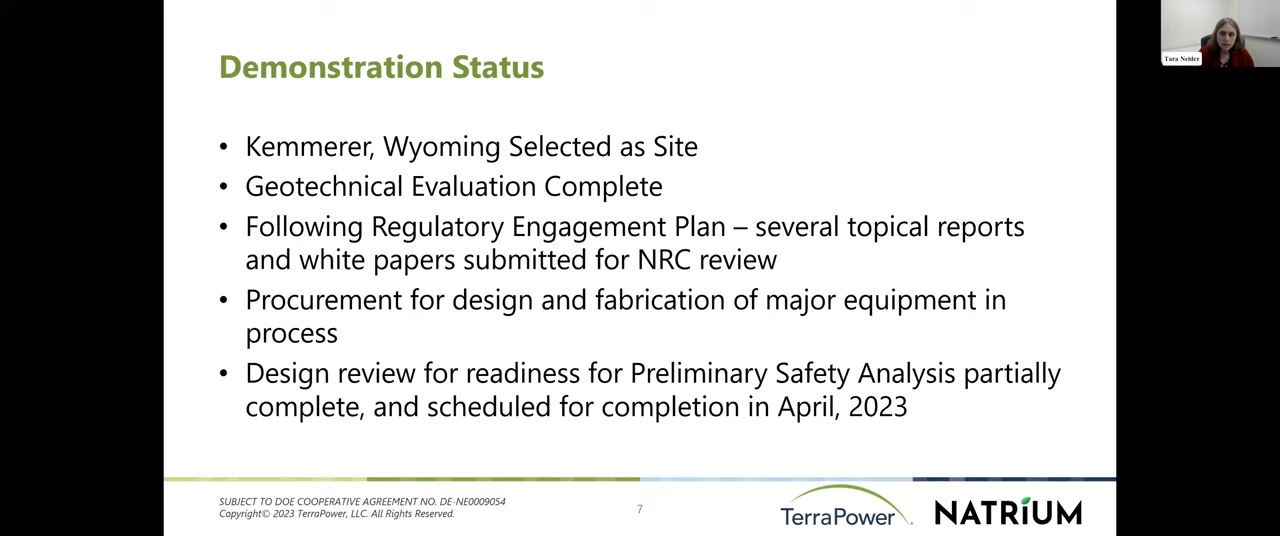 Demonstration Status
Tara Neider
• Kemmerer, Wyoming Selected as Site
• Geotechnical Evaluation Complete
• Following Regulatory Engagement Plan – several topical reports
and white papers submitted for NRC review
• Procurement for design and fabrication of major equipment in
process
• Design review for readiness for Preliminary Safety Analysis partially
complete, and scheduled for completion in April, 2023
SUBJECT TO DOE COOPERATIVE AGREEMENT NO. DE-NE0009054
Copyright© 2023 TerraPower, LLC. All Rights Reserved.
7
TerraPower
NATRIUM